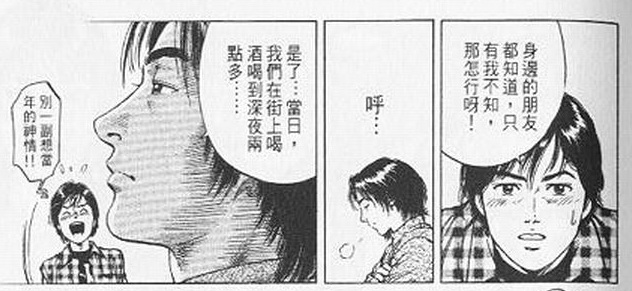 身邊的朋友
都知道，只
有我不知，
那怎行呀！
呼…
是了…當日，
我們在街上喝
酒喝到深夜兩
點多……
別一副想當
年的神情!!